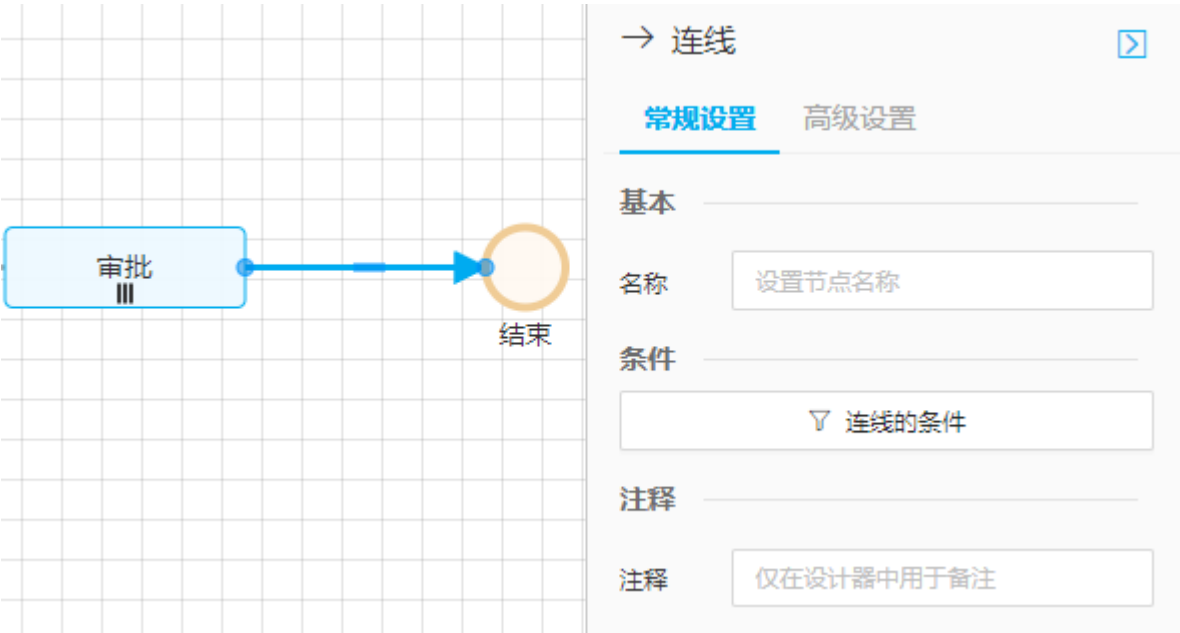 审批
结束
连线
常规设置 高级设置
基本
名称 设置节点名称
条件
连线的条件
注释
注释 仅在设计器中用于备注